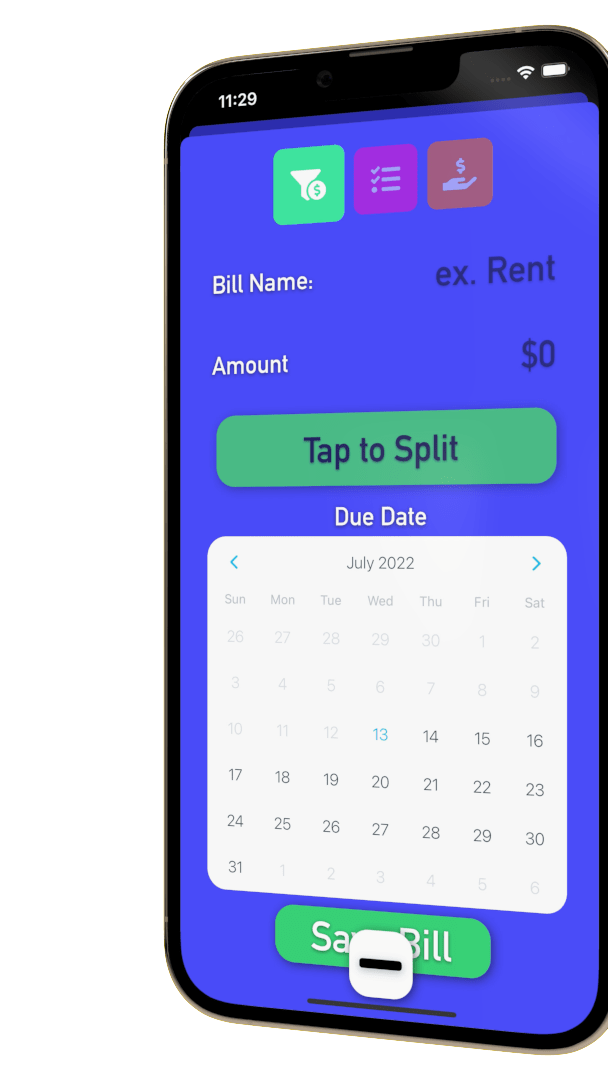 11:29
$
$
Bill Name: ex. Rent
Amount $0
Tap to Split
Due Date
July 2022
Sun Mon Tue Wed Thu Fri Sat
26 27 28 29 30 1 2
3 4 5 6 7 8 9
10 11 12 13 14 15 16
17 18 19 20 21 22 23
24 25 26 27 28 29 30
31 1 2 3 4 5 6
Bill